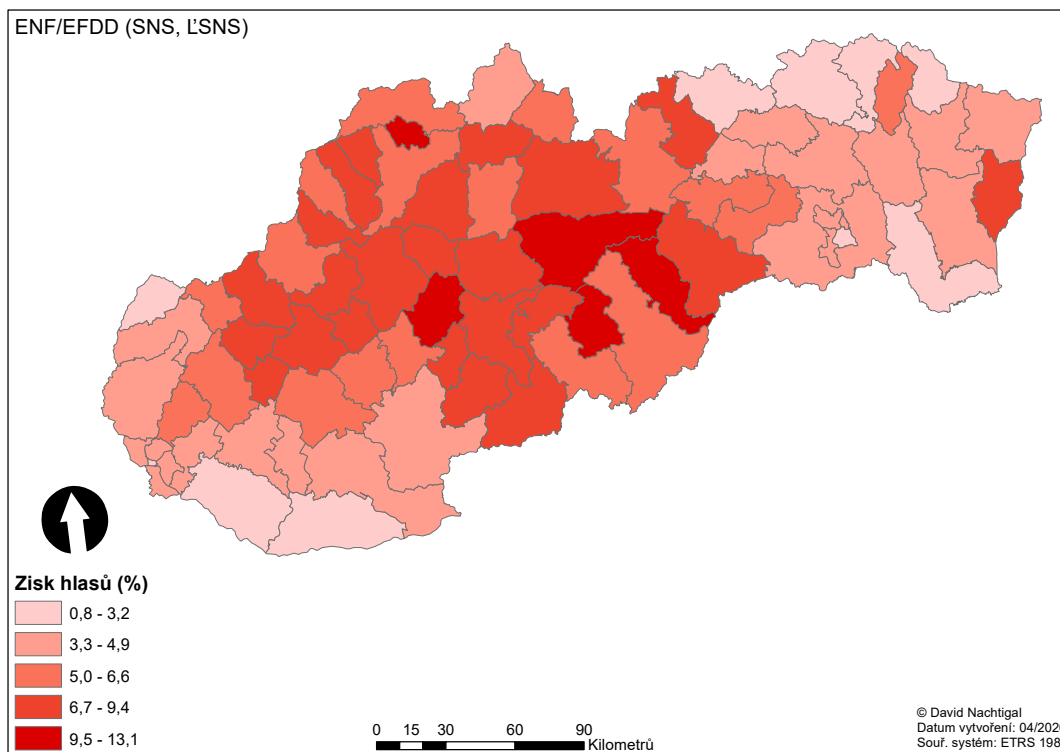 ENF/EFDD (SNS, ĽSNS)
Zisk hlasů (%)
0,8 - 3,2
3,3 - 4,9
5,0 - 6,6
6,7 - 9,4
9,5 - 13,1
0 15 30 60 90
Kilometrů
© David Nachtigal
Datum vytvoření: 04/202
Souř. systém: ETRS 198